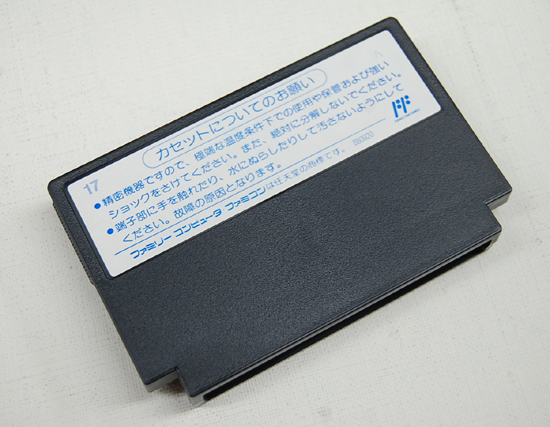 カセットについてのお願い
17
●精密機器ですので、極端な温度条件下での使用や保管および強い
ショックをさけてください。また、絶対に分解しないでください。
●端子部に手を触れたり、水にぬらしたりして汚さないようにして
ください。故障の原因となります。
ファミリー コンピュータ ファミコンは任天堂の商標です。
FF